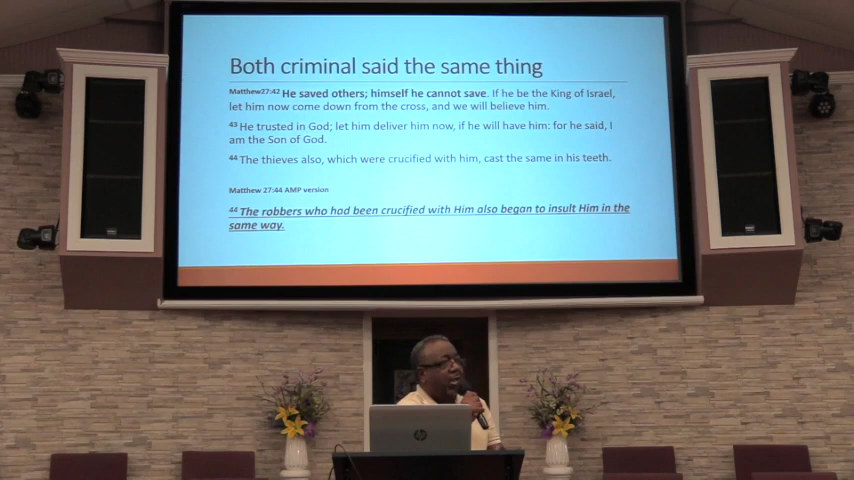 Both criminal said the same thing
Matthew27:42 He saved others; himself he cannot save. If he be the King of Israel,
let him now come down from the cross, and we will believe him.
43 He trusted in God; let him deliver him now, if he will have him: for he said, I
am the Son of God.
44 The thieves also, which were crucified with him, cast the same in his teeth.
Matthew 27:44 AMP version
44 The robbers who had been crucified with Him also began to insult Him in the
same way.
hp